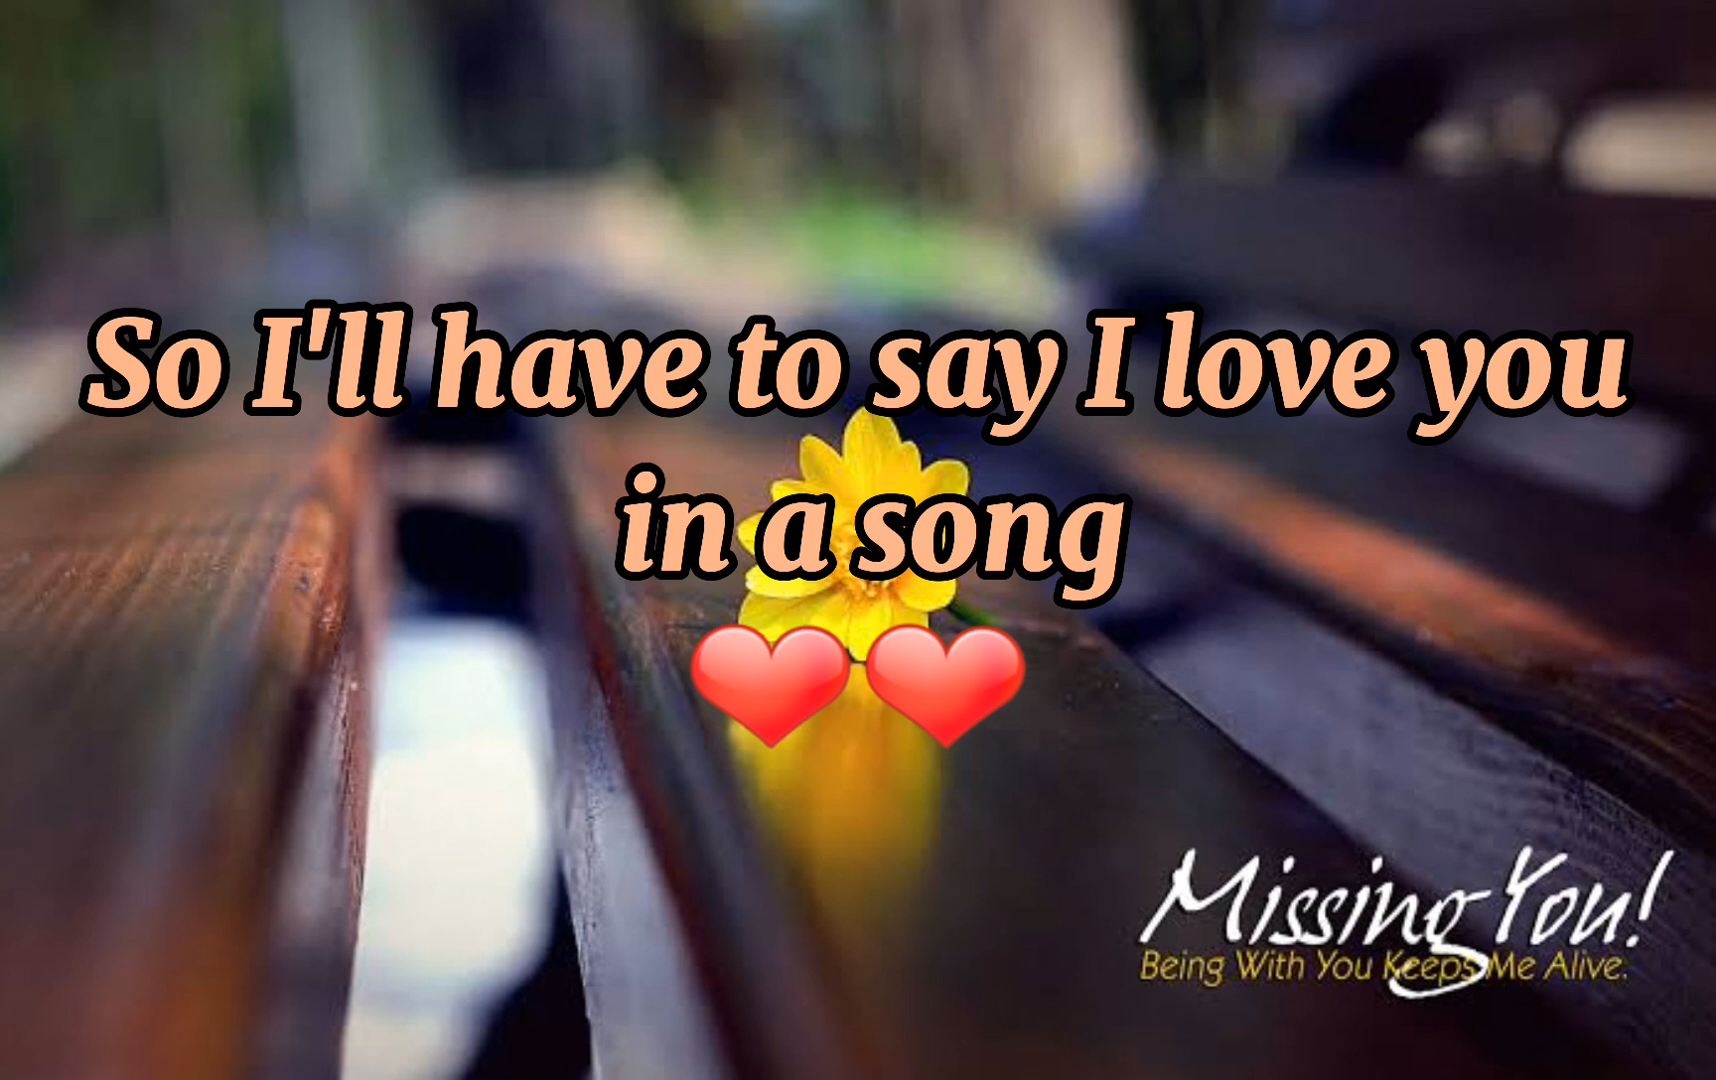 So I'll have to say I love you
in a song
Missing You!
Being With You Keeps Me Alive.